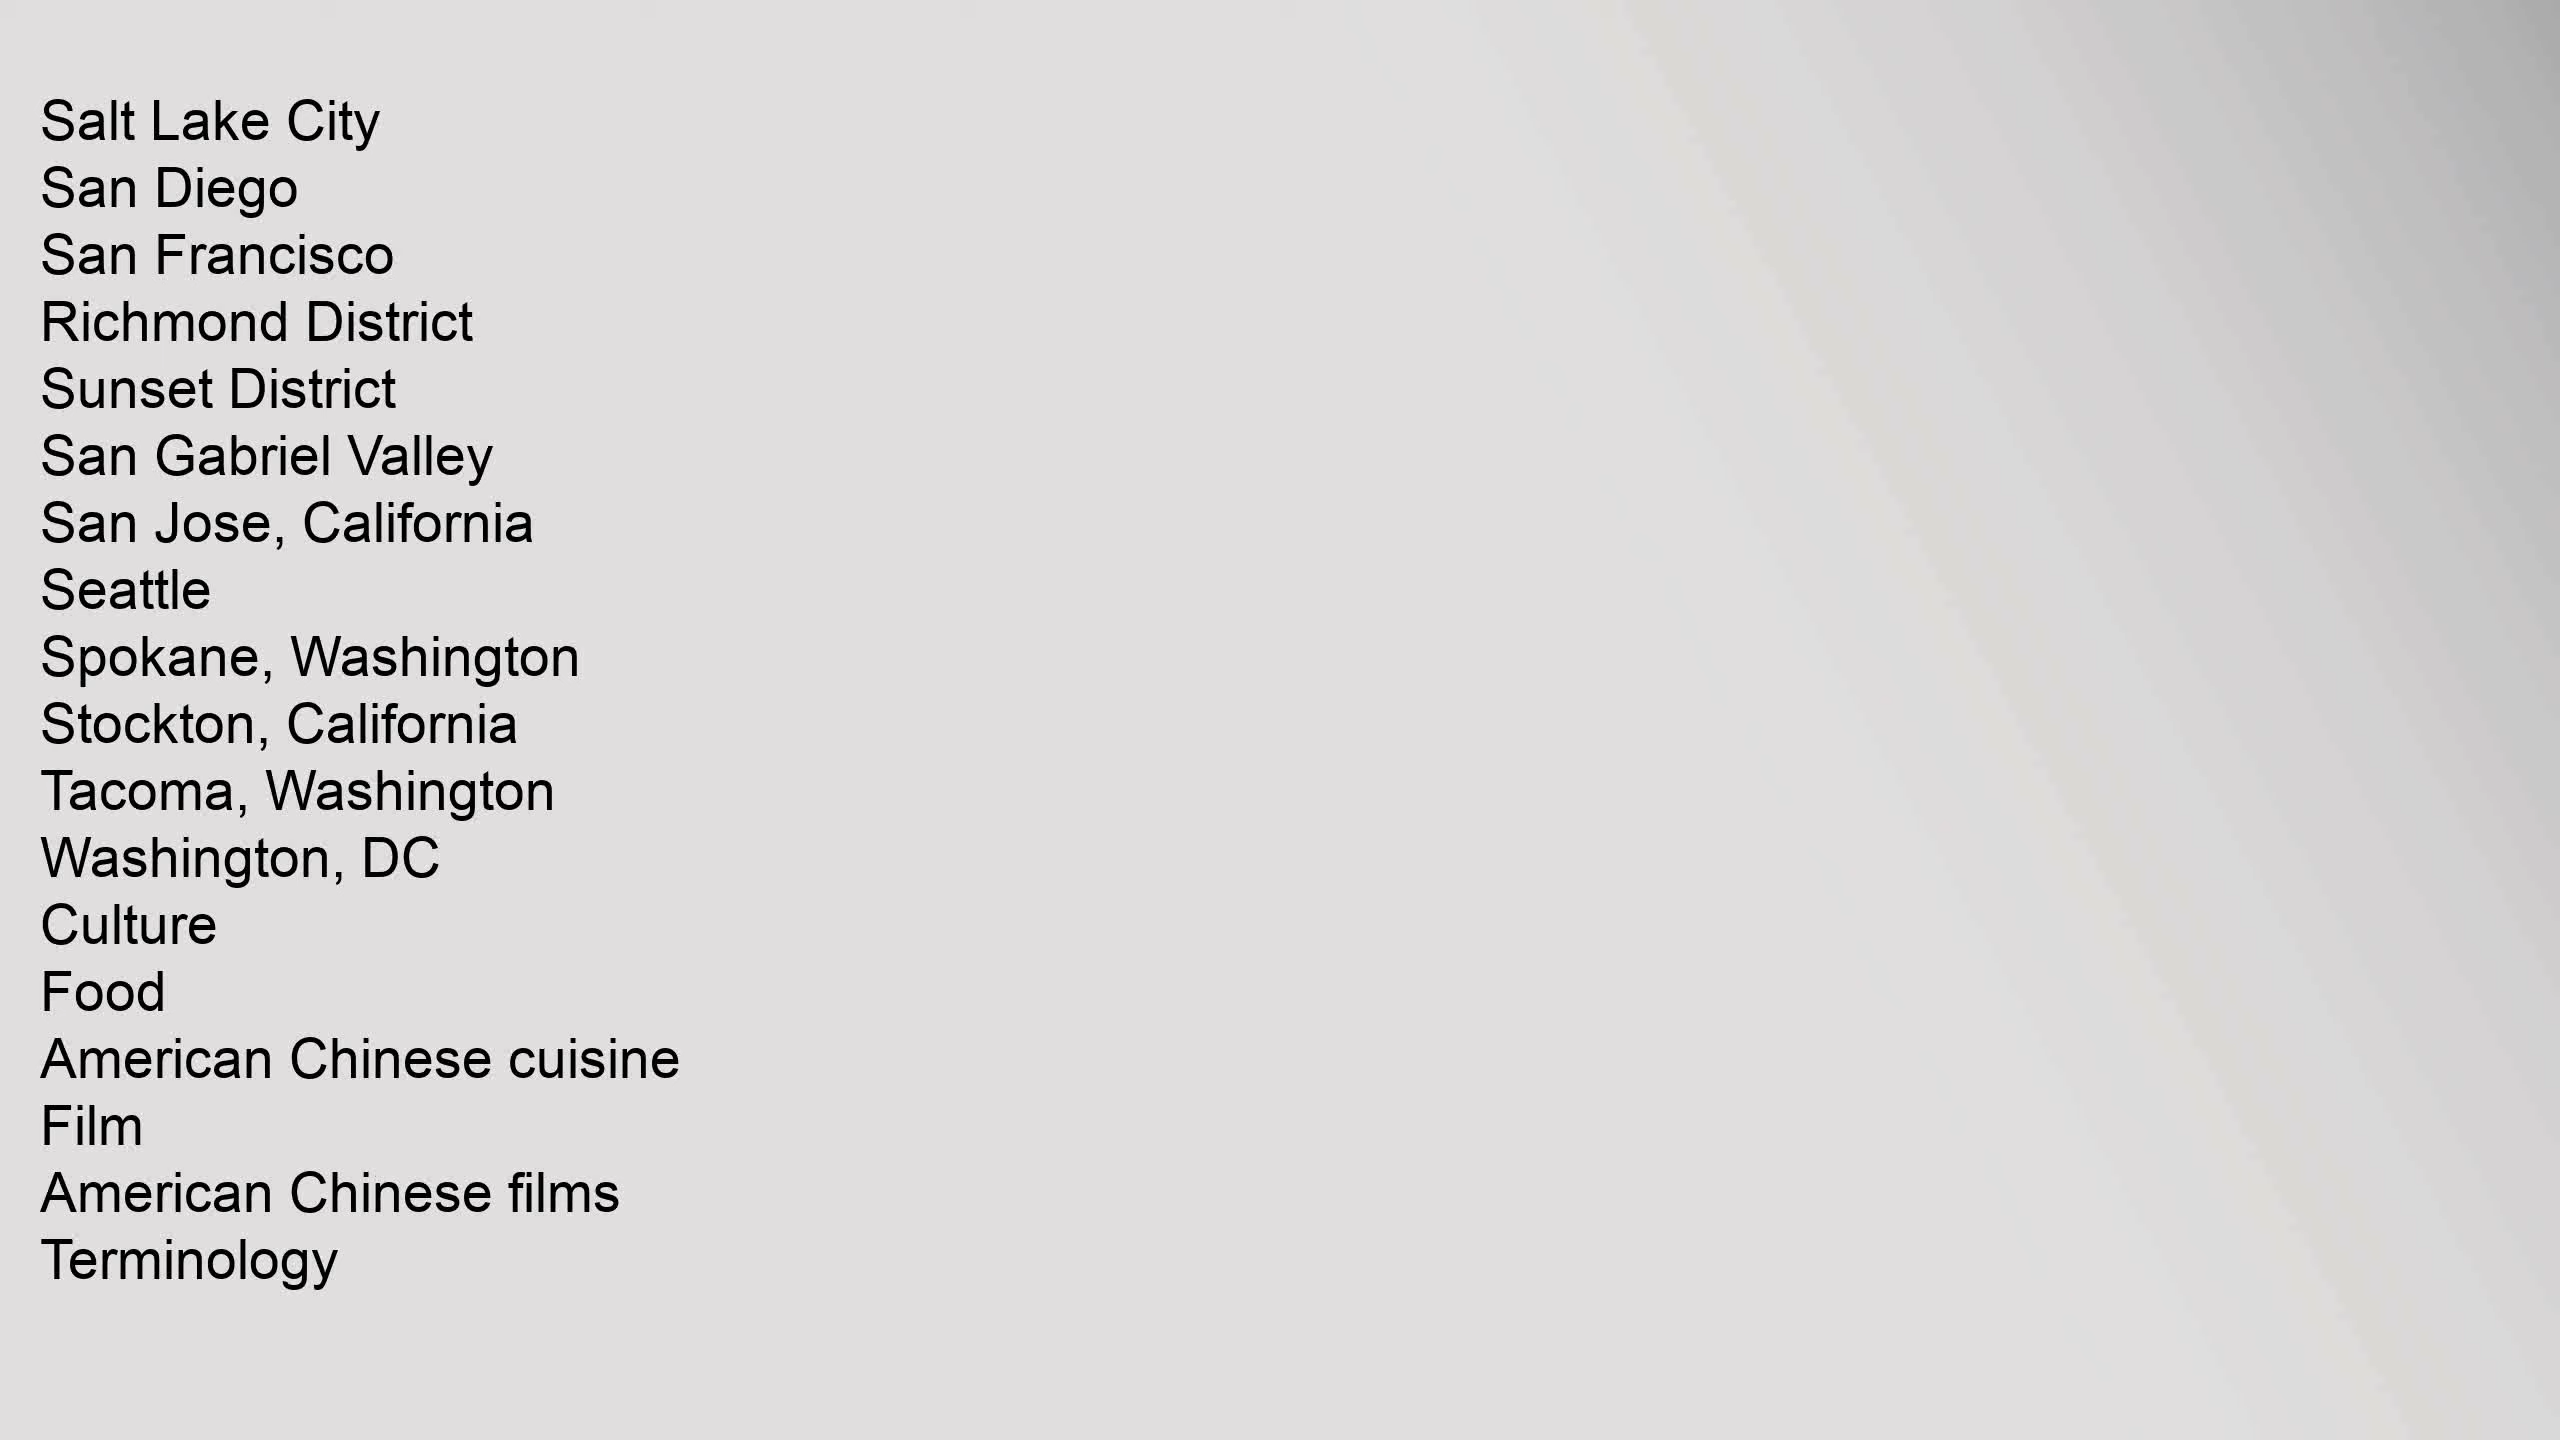 Salt Lake City
San Diego
San Francisco
Richmond District
Sunset District
San Gabriel Valley
San Jose, California
Seattle
Spokane, Washington
Stockton, California
Tacoma, Washington
Washington, DC
Culture
Food
American Chinese cuisine
Film
American Chinese films
Terminology